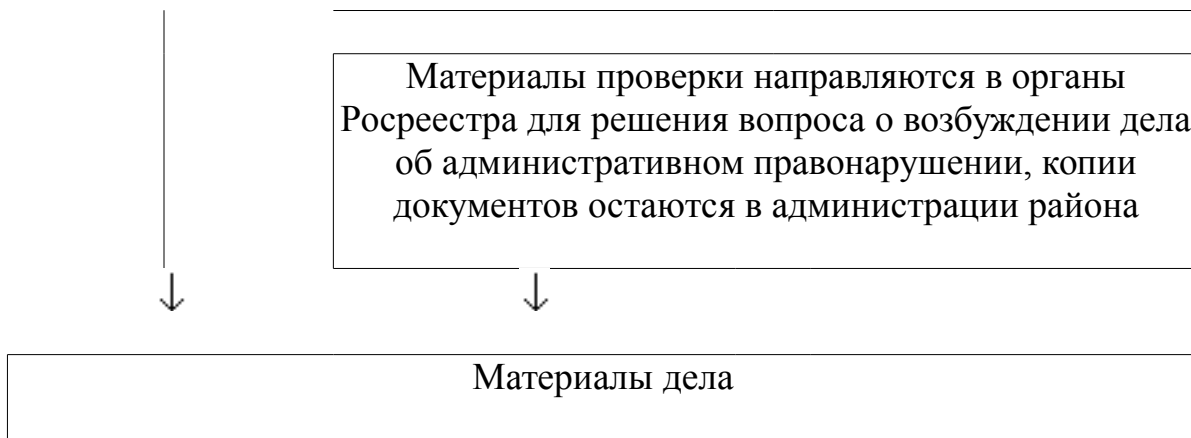 Материалы проверки направляются в органы
Росреестра для решения вопроса о возбуждении дела
об административном правонарушении, копии
документов остаются в администрации района
Материалы дела